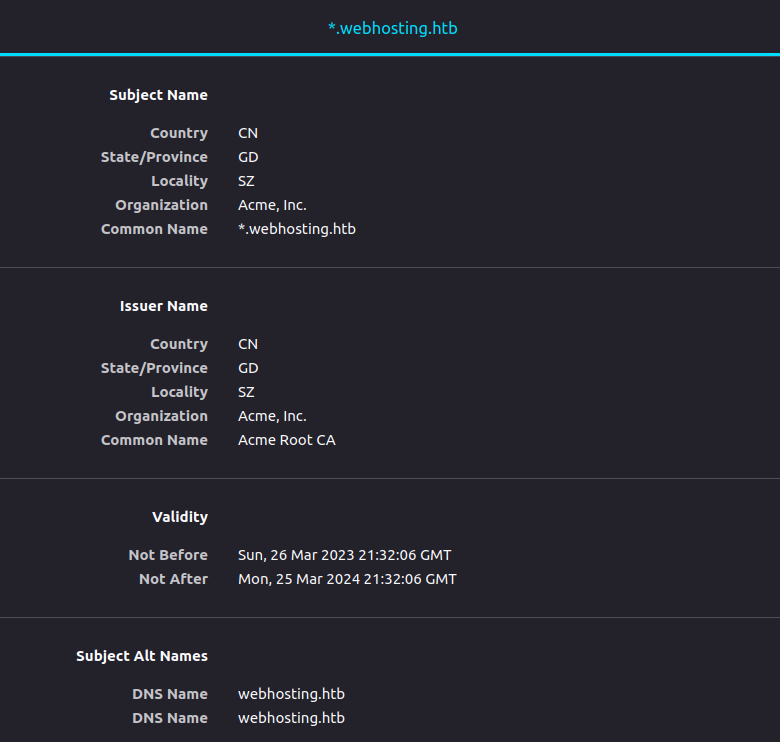 *.webhosting.htb
Subject Name
Country CN
State/Province GD
Locality SZ
Organization Acme, Inc.
Common Name *.webhosting.htb
Issuer Name
Country CN
State/Province GD
Locality SZ
Organization Acme, Inc.
Common Name Acme Root CA
Validity
Not Before Sun, 26 Mar 2023 21:32:06 GMT
Not After Mon, 25 Mar 2024 21:32:06 GMT
Subject Alt Names
DNS Name webhosting.htb
DNS Name webhosting.htb